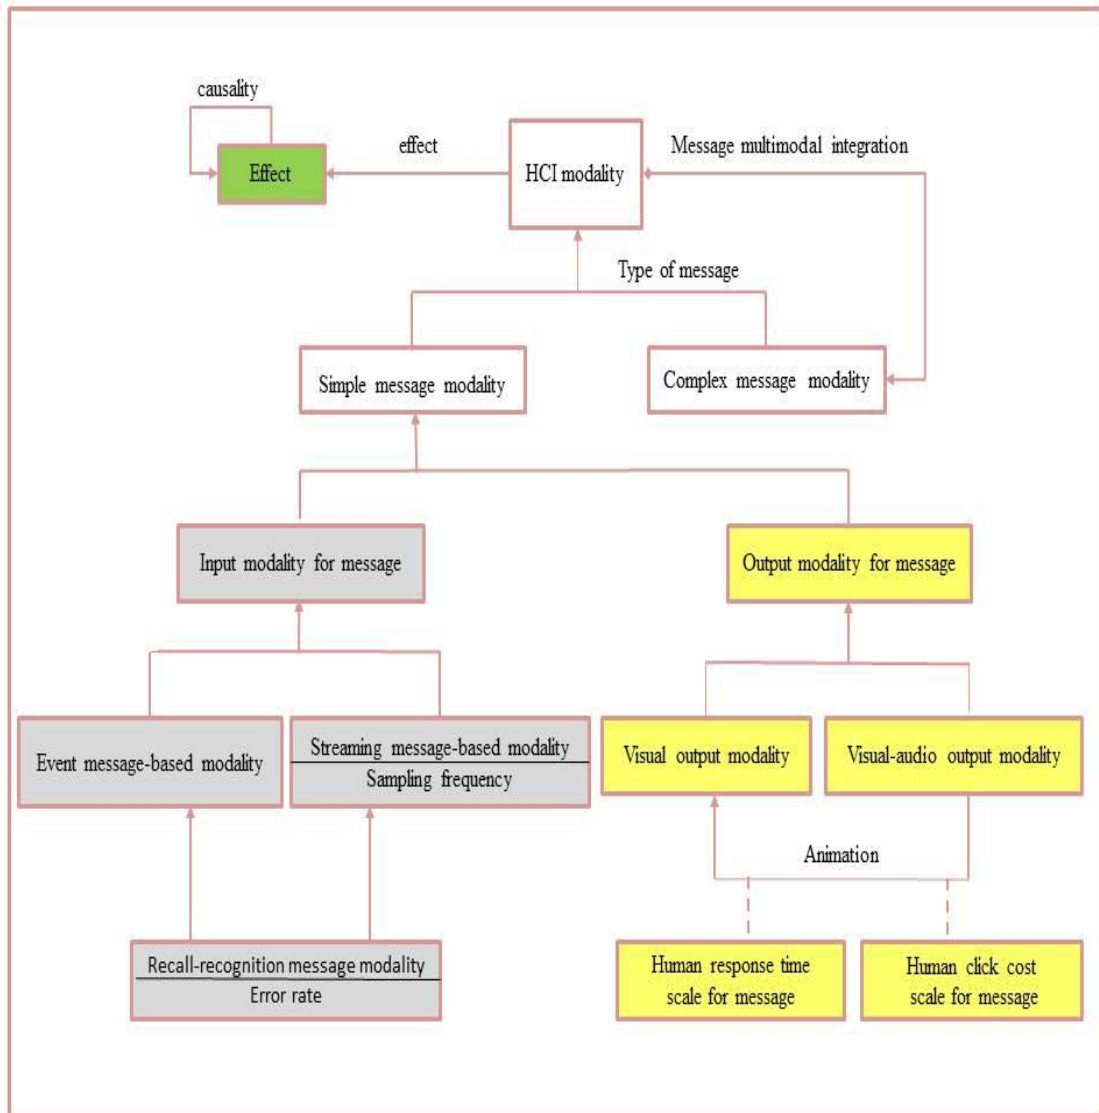 causality
Effect
effect
HCI modality
Message multimodal integration
Type of message
Simple message modality
Complex message modality
Input modality for message
Output modality for message
Event message-based modality
Streaming message-based modality
Sampling frequency
Visual output modality
Visual-audio output modality
Animation
Recall-recognition message modality
Error rate
Human response time
scale for message
Human click cost
scale for message